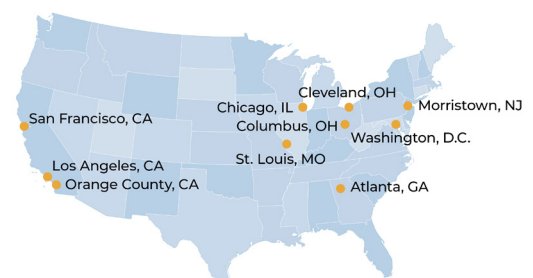 Cleveland, OH
Chicago, IL
Morristown, NJ
San Francisco, CA
Columbus, OH
Washington, D.C.
St. Louis, MO
Los Angeles, CA
Orange County, CA
Atlanta, GA